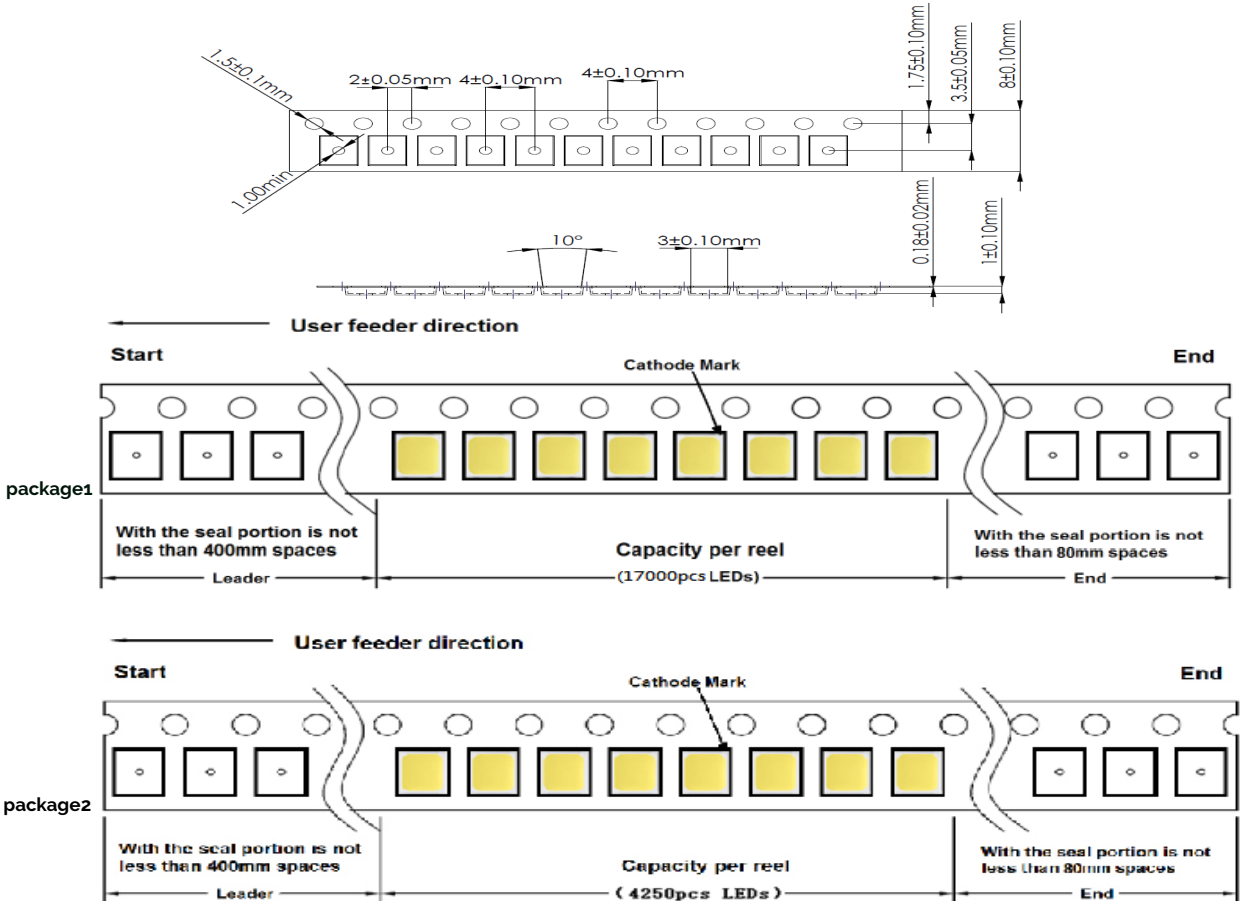 1.5±0.1mm
2±0.05mm 4±0.10mm 4±0.10mm
1.75±0.10mm
3.5±0.05mm
8±0.10mm
1.00min
10°
3±0.10mm
0.18±0.02mm
1±0.10mm
User feeder direction
Start
End
Cathode Mark
package1
With the seal portion is not
less than 400mm spaces
Leader
Capacity per reel
(17000pcs LEDs)
With the seal portion is not
less than 80mm spaces
End
User feeder direction
Start
End
Cathode Mark
package2
With the seal portion is not
less than 400mm spaces
Leader
Capacity per reel
(4250pcs LEDs)
With the seal portion is not
less than 80mm spaces
End